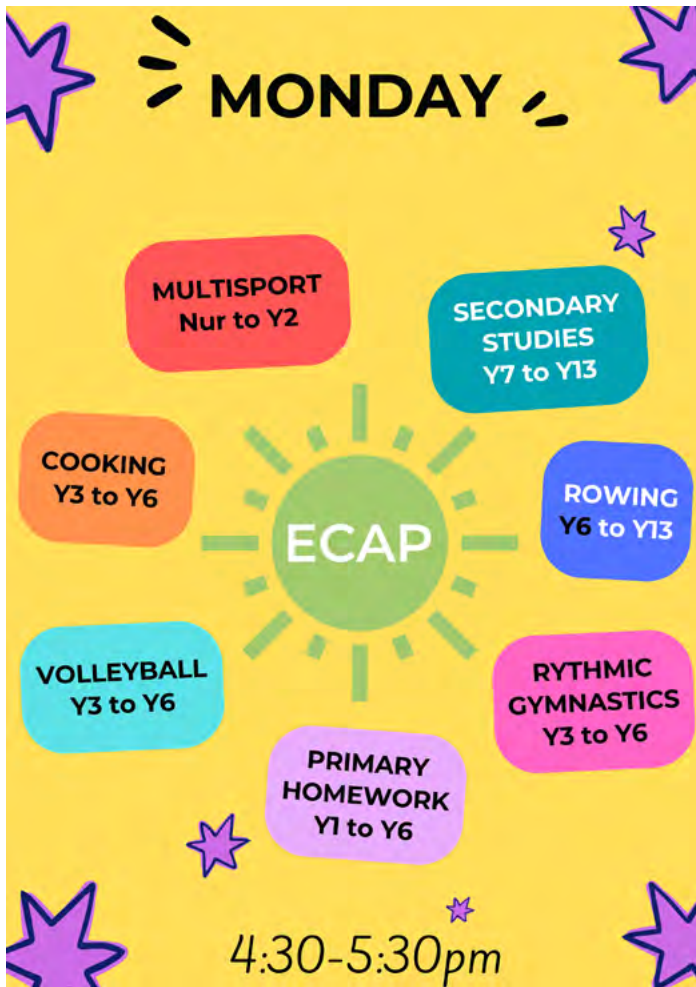 MONDAY
MULTISPORT
Nur to Y2
SECONDARY
STUDIES
Y7 to Y13
COOKING
Y3 to Y6
ECAP
ROWING
Y6 to Y13
VOLLEYBALL
Y3 to Y6
RYTHMIC
GYMNASTICS
Y3 to Y6
PRIMARY
HOMEWORK
Y1 to Y6
4:30-5:30pm